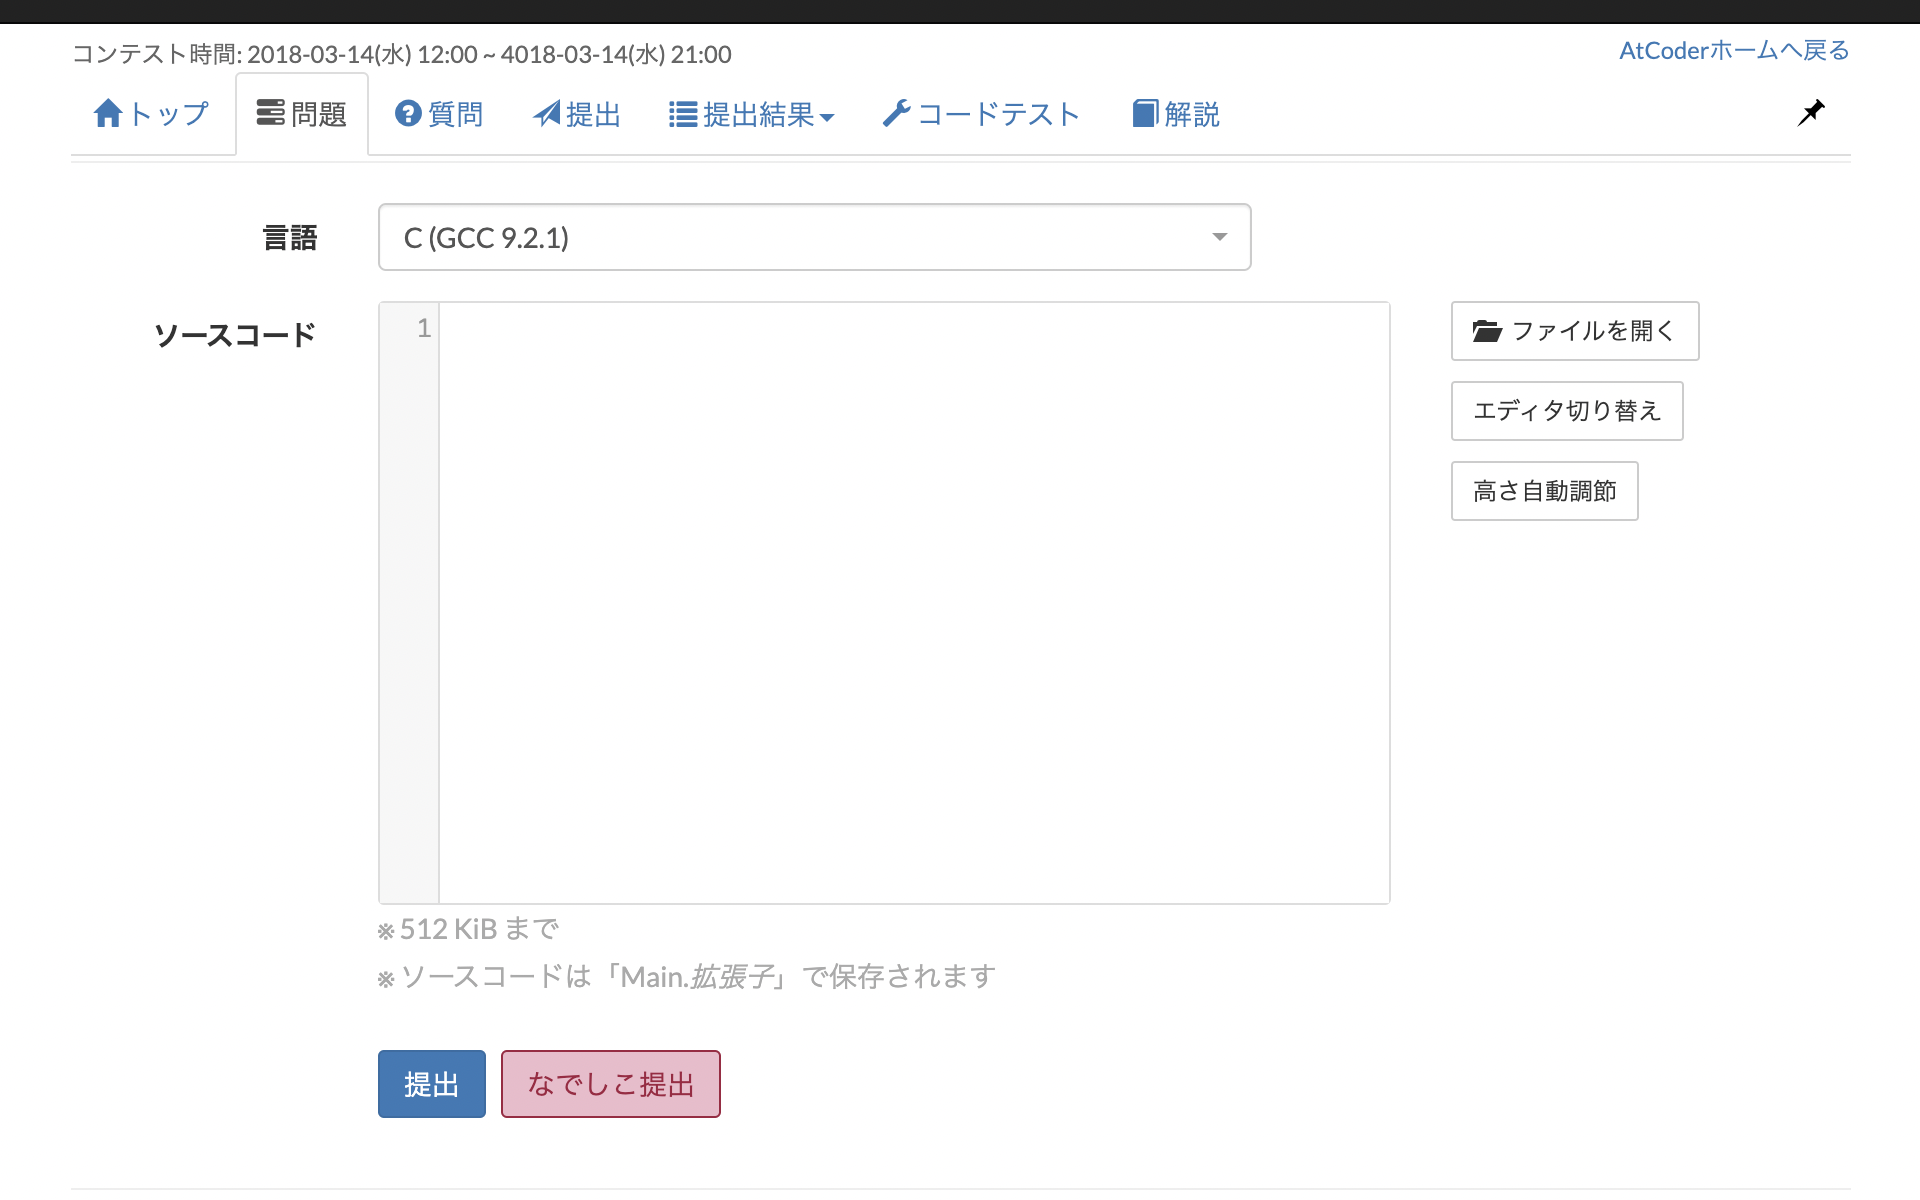 コンテスト時間: 2018-03-14(水) 12:00 ~ 4018-03-14(水) 21:00
AtCoderホームへ戻る
トップ 問題 質問 提出 提出結果 コードテスト 解説
言語 C (GCC 9.2.1)
ソースコード 1
ファイルを開く
エディタ切り替え
高さ自動調節
※ 512 KiB まで
※ ソースコードは「Main.拡張子」で保存されます
提出 なでしこ提出